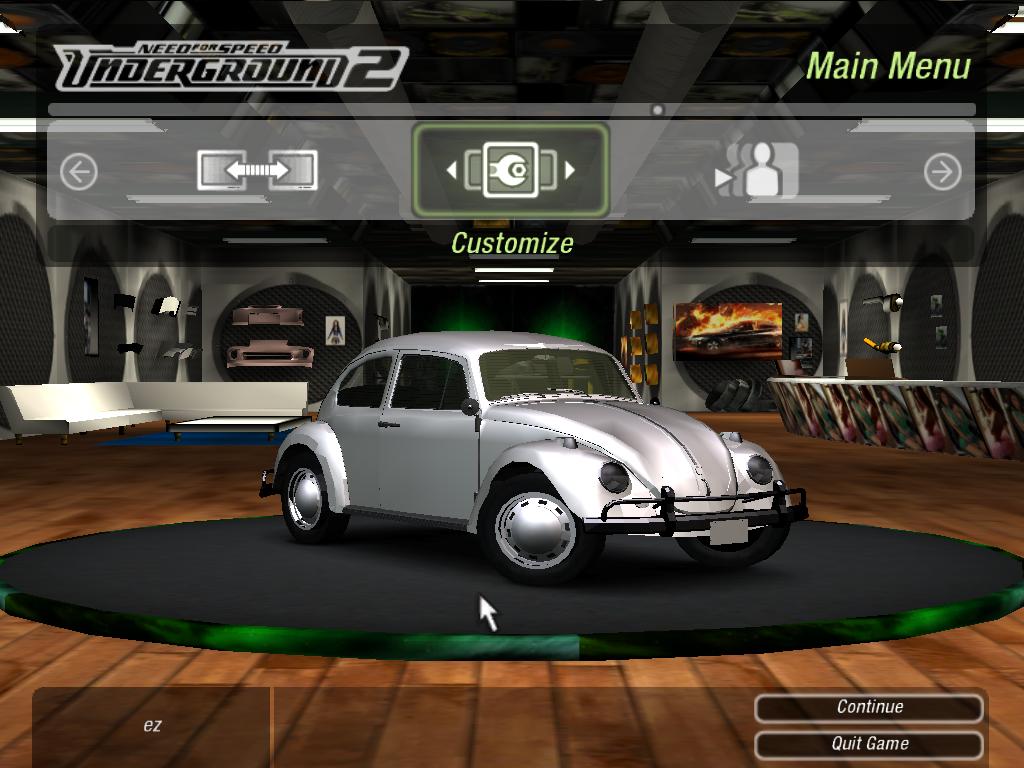 NEED FOR SPEED
UNDERGROUND 2
Main Menu
Customize
ez
Continue
Quit Game